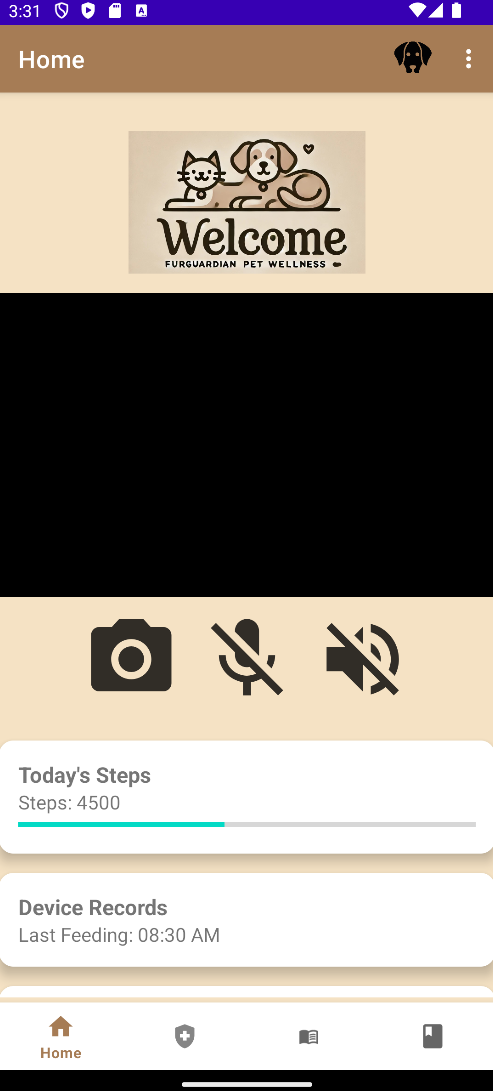 3:31
A
Home
Welcome
FURGUARDIAN PET WELLNESS
Today's Steps
Steps: 4500
Device Records
Last Feeding: 08:30 AM
Home